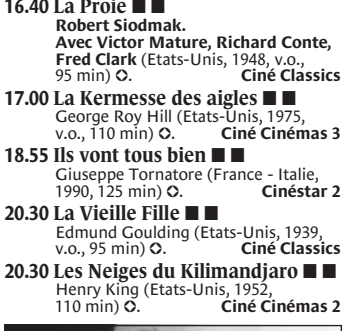 16.40 La Proie ■ ■
Robert Siodmak.
Avec Victor Mature, Richard Conte,
Fred Clark (Etats-Unis, 1948, v.o.,
95 min) ✪. Ciné Classics
17.00 La Kermesse des aigles ■ ■
George Roy Hill (Etats-Unis, 1975,
v.o., 110 min) ✪. Ciné Cinémas 3
18.55 Ils vont tous bien ■ ■
Giuseppe Tornatore (France - Italie,
1990, 125 min) ✪. Cinéstar 2
20.30 La Vieille Fille ■ ■
Edmund Goulding (Etats-Unis, 1939,
v.o., 95 min) ✪. Ciné Classics
20.30 Les Neiges du Kilimandjaro ■ ■
Henry King (Etats-Unis, 1952,
110 min) ✪. Ciné Cinémas 2